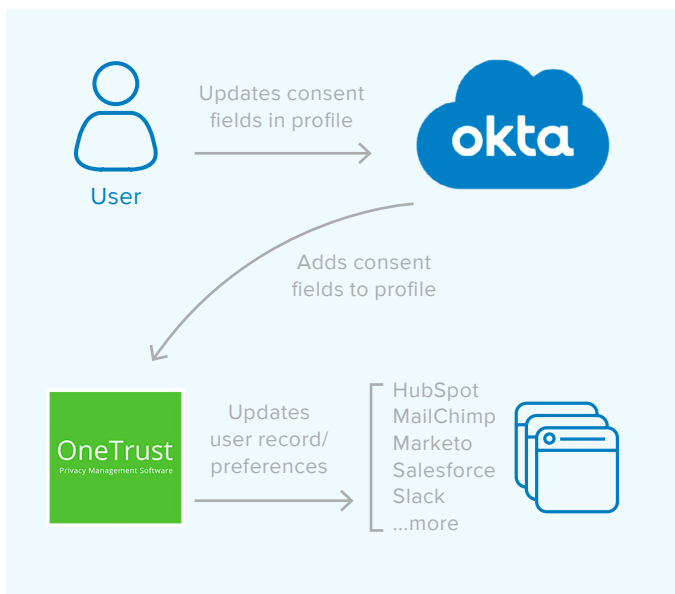 Updates consent
fields in profile
okta
User
Adds consent
fields to profile
OneTrust
Privacy Management Software
Updates
user record/
preferences
HubSpot
MailChimp
Marketo
Salesforce
Slack
...more